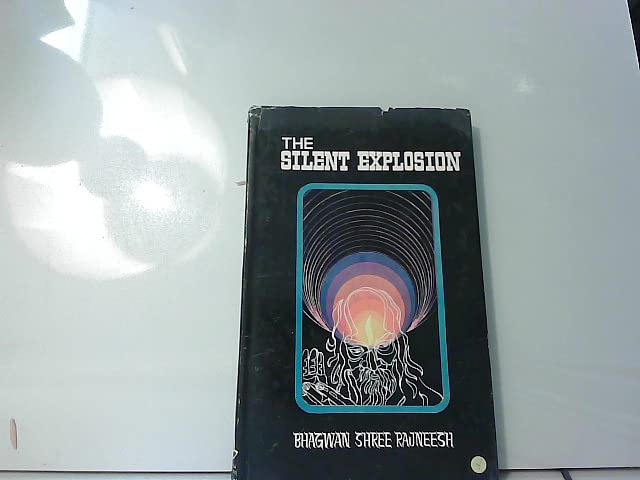 THE
SILENT EXPLOSION
BHAGWAN SHREE RAJNEESH